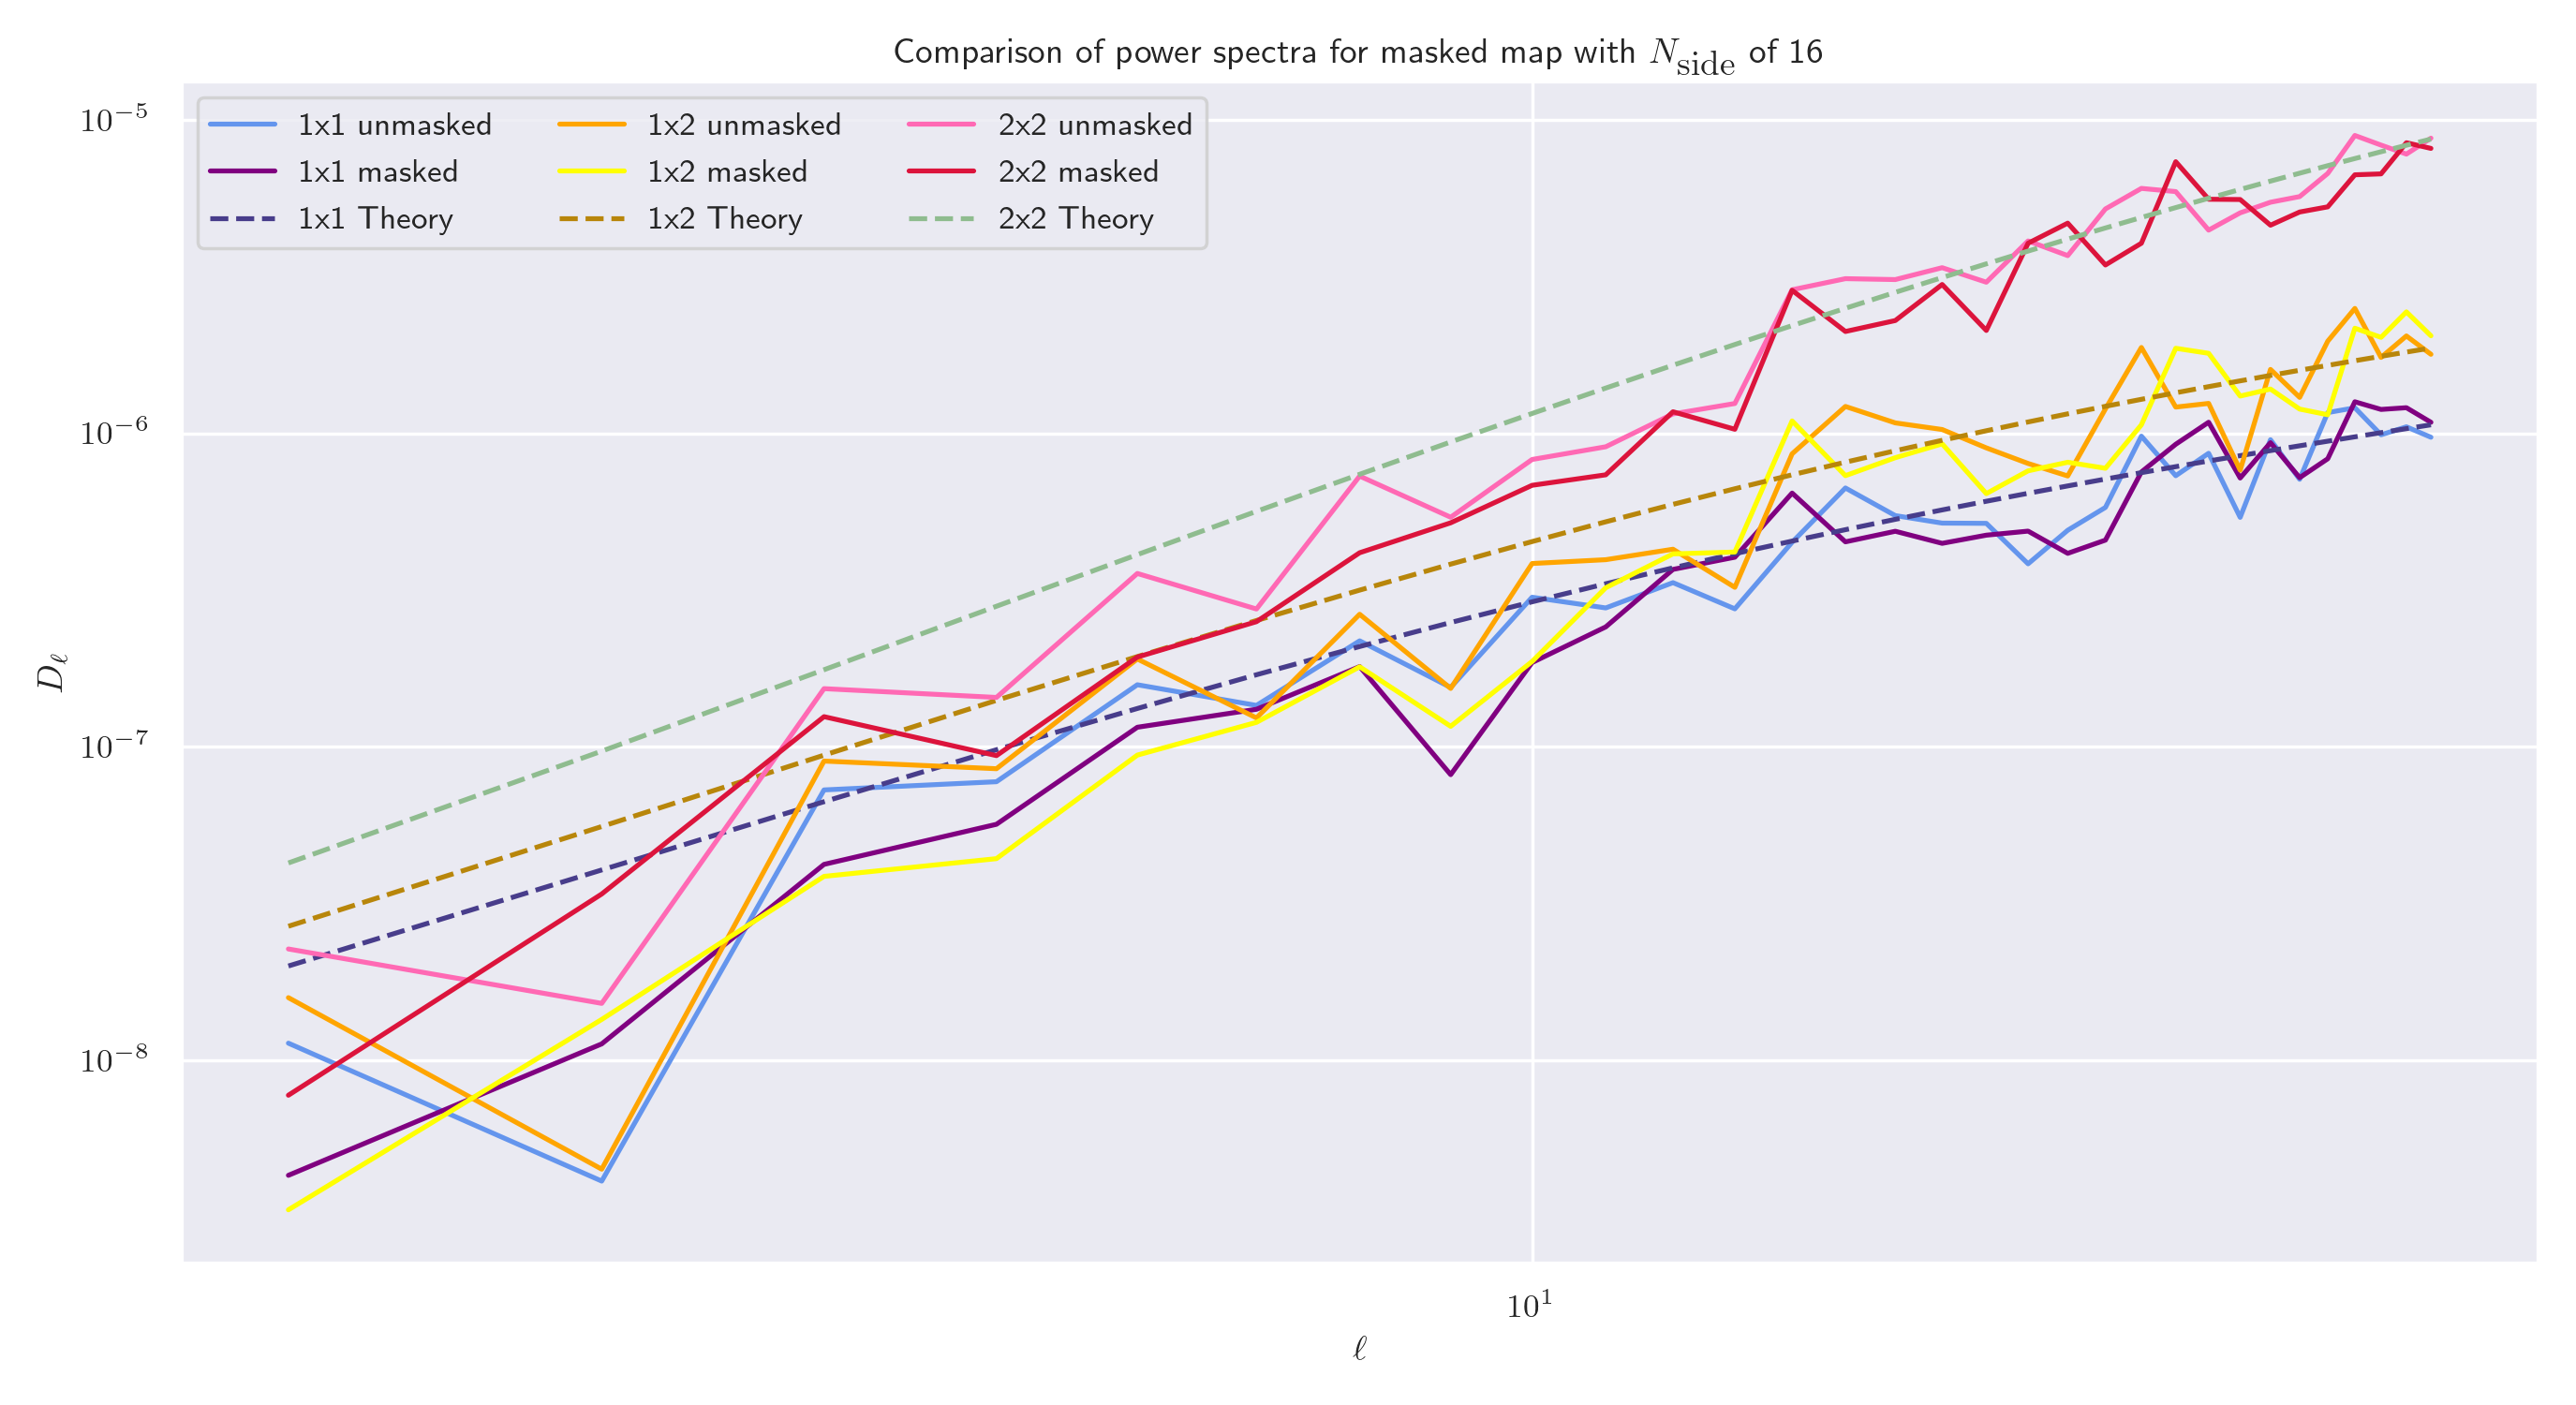 Comparison of power spectra for masked map with N_side of 16
1x1 unmasked
1x1 masked
1x1 Theory
1x2 unmasked
1x2 masked
1x2 Theory
2x2 unmasked
2x2 masked
2x2 Theory
10⁻⁵
10⁻⁶
10⁻⁷
10⁻⁸
D_ℓ
10¹
ℓ